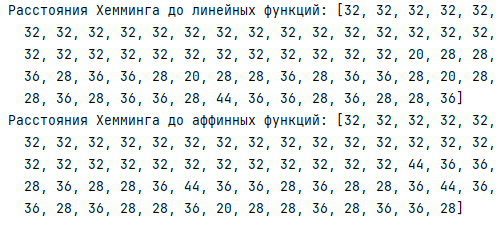 Расстояния Хемминга до линейных функций: [32, 32, 32, 32, 32,
32, 32, 32, 32, 32, 32, 32, 32, 32, 32, 32, 32, 32, 32, 32,
32, 32, 32, 32, 32, 32, 32, 32, 32, 32, 32, 32, 20, 28, 28,
36, 28, 36, 36, 28, 20, 28, 28, 36, 28, 36, 36, 28, 20, 28,
28, 36, 28, 36, 36, 28, 44, 36, 36, 28, 36, 28, 28, 36]
Расстояния Хемминга до аффинных функций: [32, 32, 32, 32, 32,
32, 32, 32, 32, 32, 32, 32, 32, 32, 32, 32, 32, 32, 32, 32,
32, 32, 32, 32, 32, 32, 32, 32, 32, 32, 32, 32, 44, 36, 36,
28, 36, 28, 28, 36, 44, 36, 36, 28, 36, 28, 28, 36, 44, 36,
36, 28, 36, 28, 28, 36, 20, 28, 28, 36, 28, 36, 36, 28]